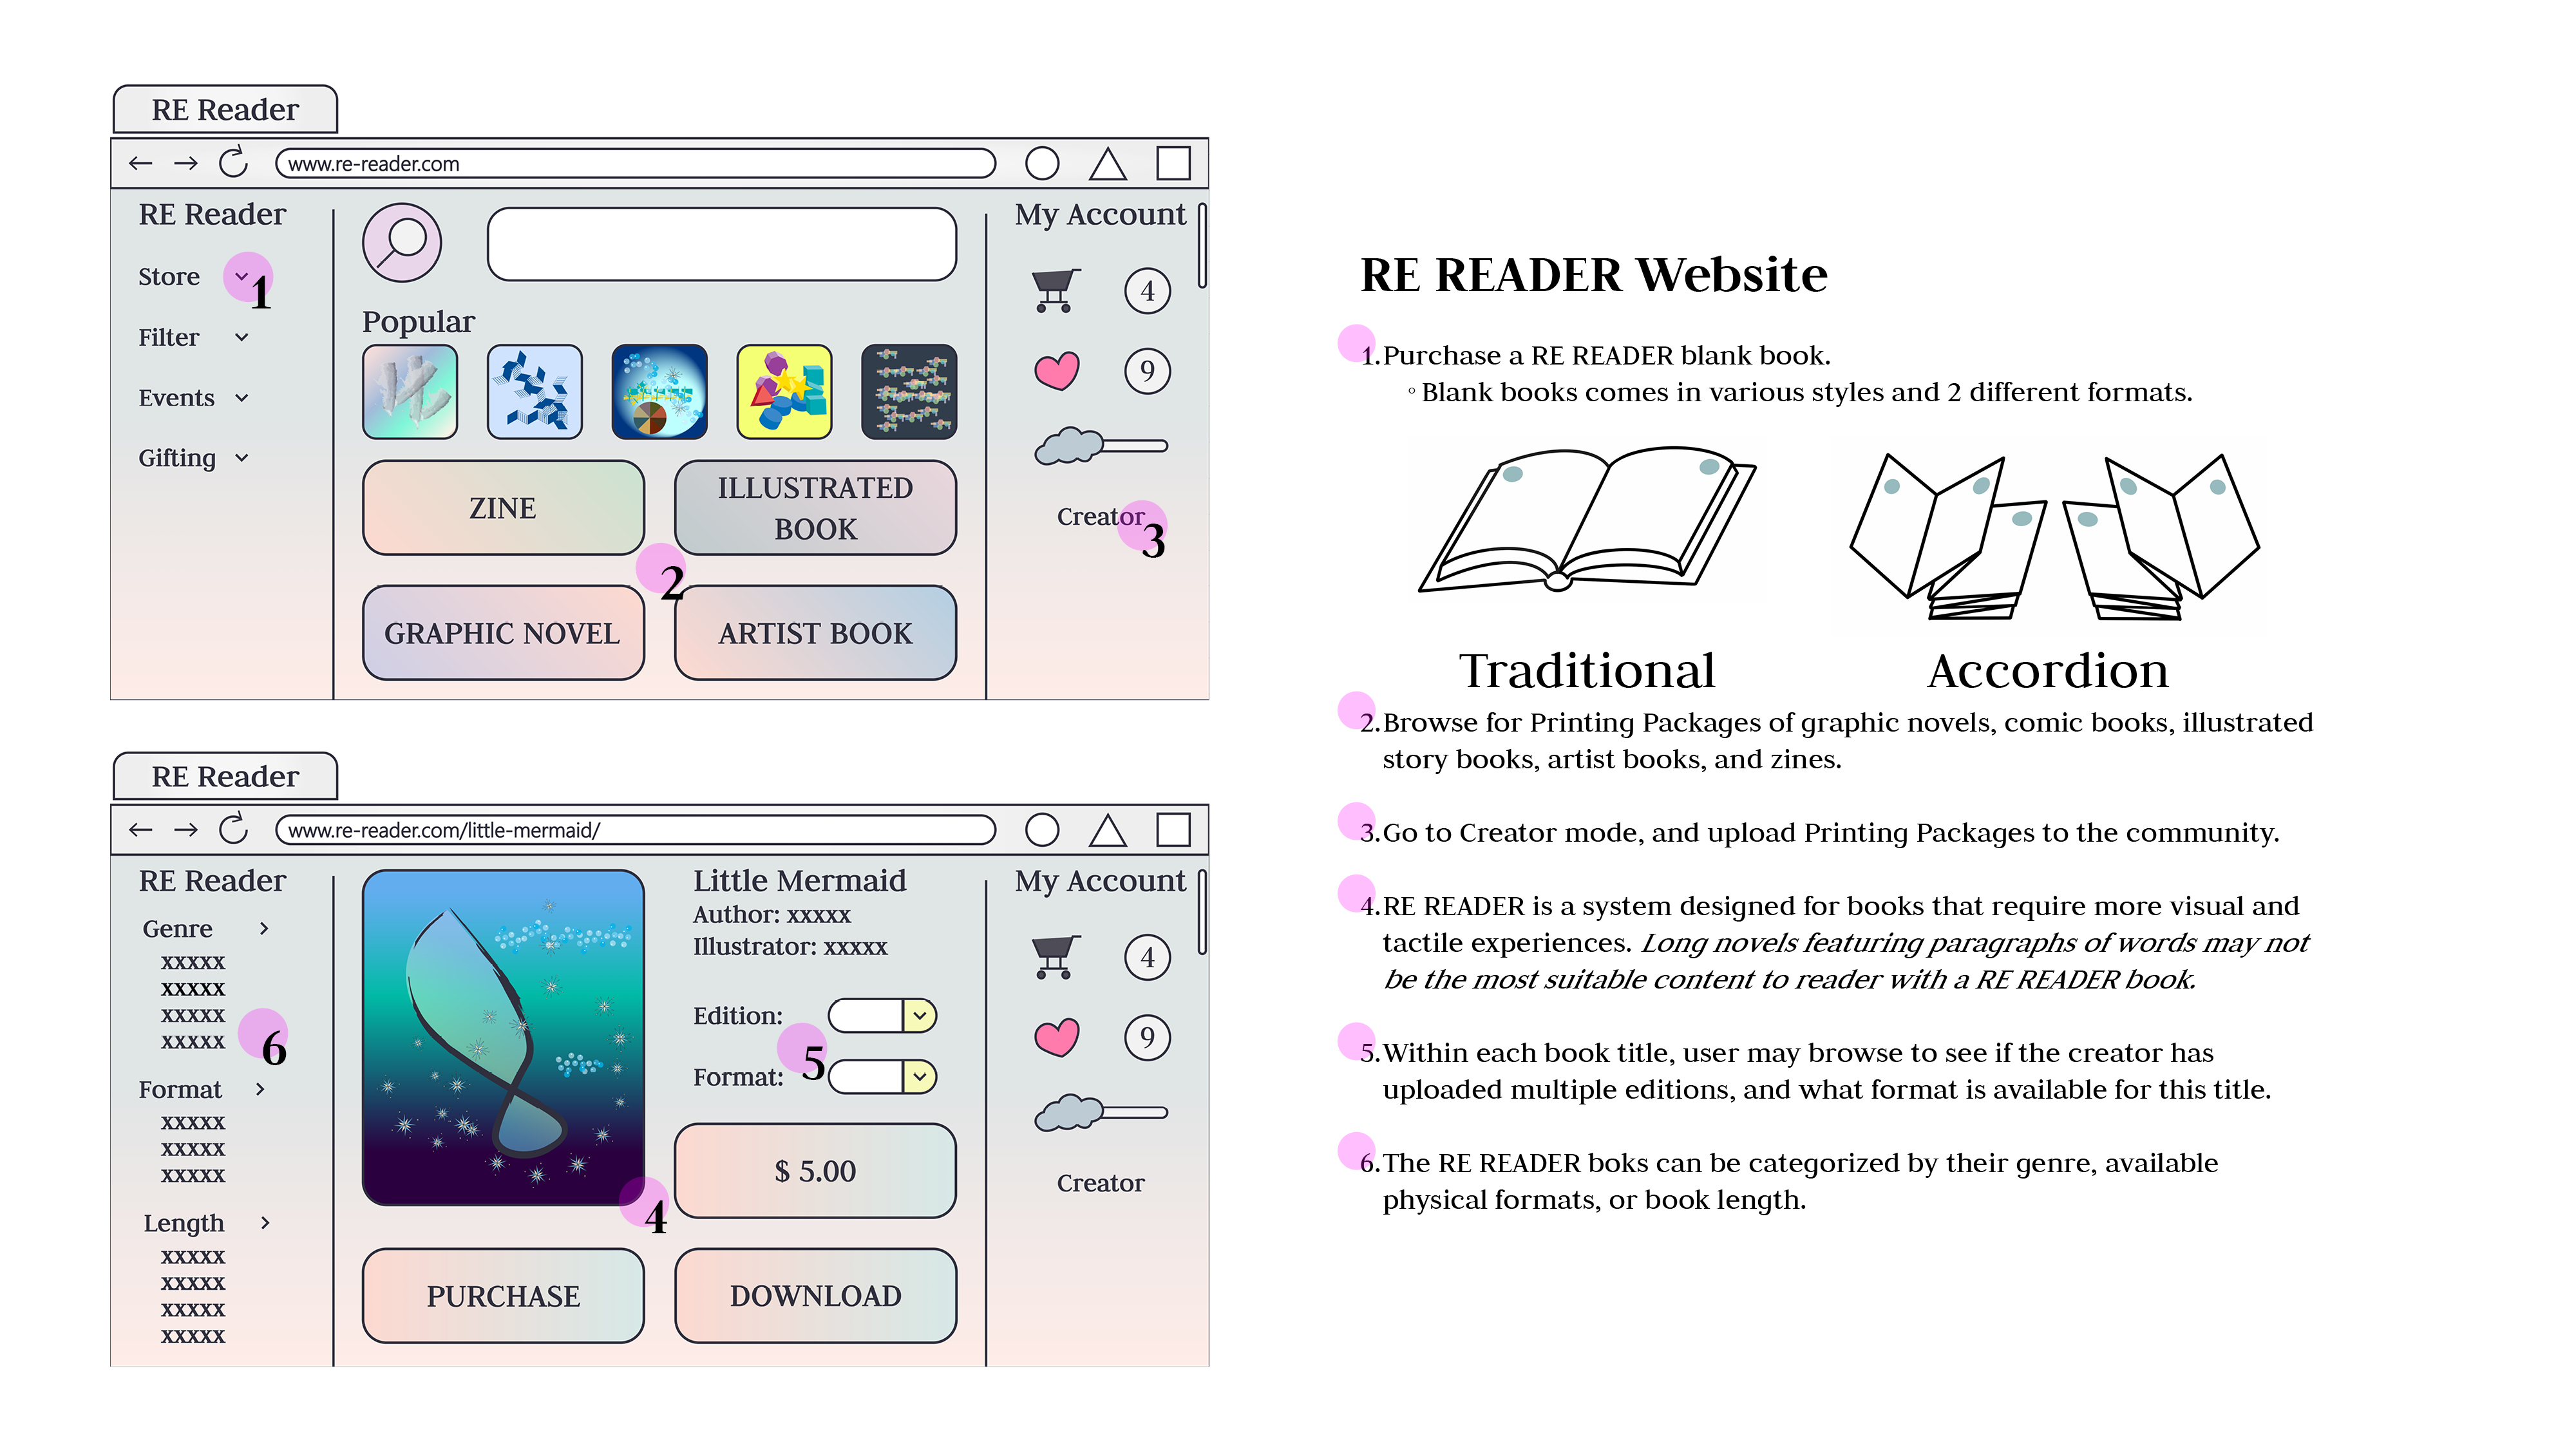 RE Reader
www.re-reader.com
RE Reader
Store
1
Filter
Events
Gifting
Popular
ZINE
ILLUSTRATED
BOOK
2
GRAPHIC NOVEL
ARTIST BOOK
My Account
4
9
Creator
3
RE Reader
www.re-reader.com/little-mermaid/
RE Reader
Genre
xxxxx
xxxxx
xxxxx
xxxxx
6
Format
xxxxx
xxxxx
xxxxx
Length
xxxxx
xxxxx
xxxxx
xxxxx
Little Mermaid
Author: xxxxx
Illustrator: xxxxx
Edition:
5
Format:
$ 5.00
4
PURCHASE
DOWNLOAD
My Account
4
9
Creator
RE READER Website
1. Purchase a RE READER blank book.
◦ Blank books comes in various styles and 2 different formats.
Traditional
Accordion
2. Browse for Printing Packages of graphic novels, comic books, illustrated
story books, artist books, and zines.
3. Go to Creator mode, and upload Printing Packages to the community.
4. RE READER is a system designed for books that require more visual and
tactile experiences. Long novels featuring paragraphs of words may not
be the most suitable content to reader with a RE READER book.
5. Within each book title, user may browse to see if the creator has
uploaded multiple editions, and what format is available for this title.
6. The RE READER boks can be categorized by their genre, available
physical formats, or book length.